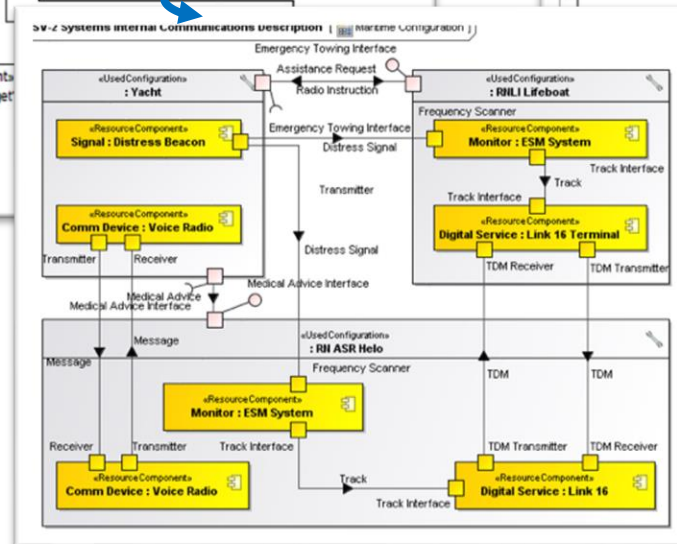 SV-2 Systems Internal Communications Description [ Maritime Configuration ]
Emergency Towing Interface
Assistance Request
Radio Instruction
«UsedConfiguration»
: Yacht
«UsedConfiguration»
: RNLI Lifeboat
Frequency Scanner
«ResourceComponent»
Signal : Distress Beacon
Emergency Towing Interface
Distress Signal
«ResourceComponent»
Monitor : ESM System
Track Interface
Track
Transmitter
Track Interface
«ResourceComponent»
Comm Device : Voice Radio
«ResourceComponent»
Digital Service : Link 16 Terminal
Distress Signal
Transmitter
Receiver
TDM Receiver
TDM Transmitter
Medical Advice Interface
Medical Advice
Medical Advice Interface
«UsedConfiguration»
: RN ASR Helo
Message
Message
Frequency Scanner
TDM
TDM
«ResourceComponent»
Monitor : ESM System
Receiver
Transmitter
Track Interface
TDM Transmitter
TDM Receiver
«ResourceComponent»
Comm Device : Voice Radio
Track
Track Interface
«ResourceComponent»
Digital Service : Link 16